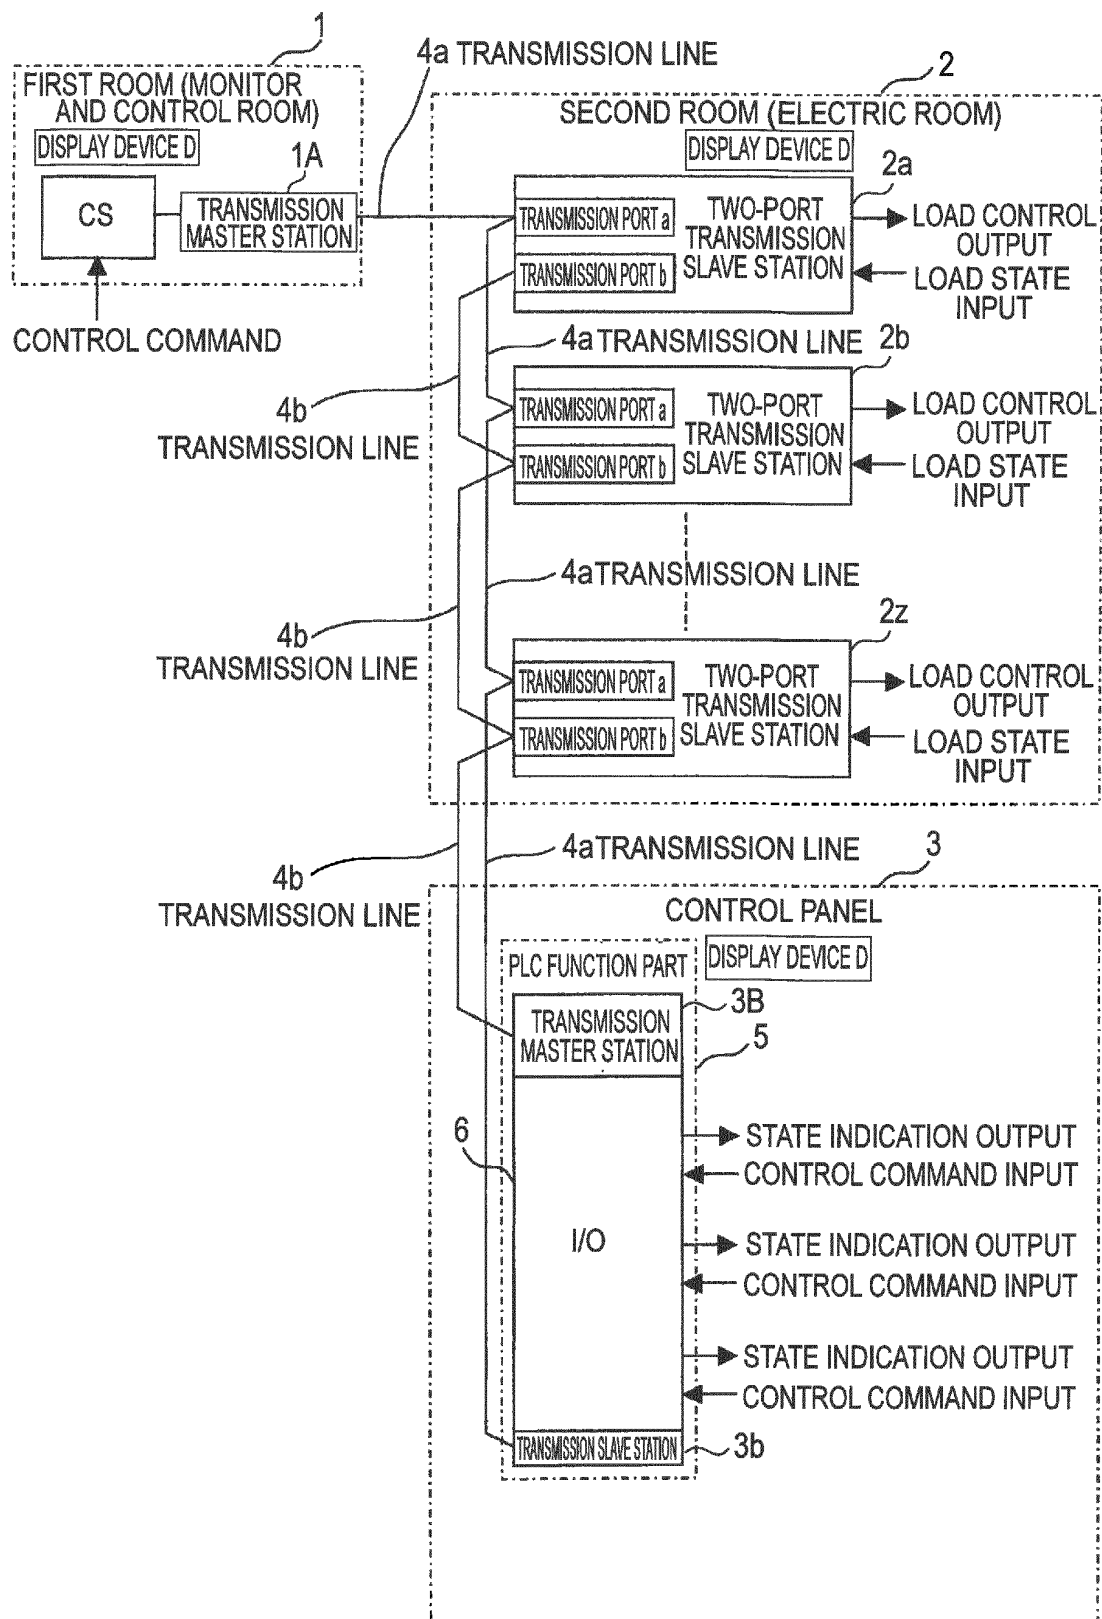 1
FIRST ROOM (MONITOR
AND CONTROL ROOM)
DISPLAY DEVICE D
1A
CS
TRANSMISSION
MASTER STATION
CONTROL COMMAND
4a TRANSMISSION LINE
2
SECOND ROOM (ELECTRIC ROOM)
DISPLAY DEVICE D
2a
TRANSMISSION PORT a
TRANSMISSION PORT b
TWO-PORT
TRANSMISSION
SLAVE STATION
LOAD CONTROL
OUTPUT
LOAD STATE
INPUT
4a TRANSMISSION LINE
4b
TRANSMISSION LINE
2b
TRANSMISSION PORT a
TRANSMISSION PORT b
TWO-PORT
TRANSMISSION
SLAVE STATION
LOAD CONTROL
OUTPUT
LOAD STATE
INPUT
4a TRANSMISSION LINE
4b
TRANSMISSION LINE
2z
TRANSMISSION PORT a
TRANSMISSION PORT b
TWO-PORT
TRANSMISSION
SLAVE STATION
LOAD CONTROL
OUTPUT
LOAD STATE
INPUT
4a TRANSMISSION LINE
4b
TRANSMISSION LINE
3
CONTROL PANEL
DISPLAY DEVICE D
PLC FUNCTION PART
3B
TRANSMISSION
MASTER STATION
5
6
I/O
STATE INDICATION OUTPUT
CONTROL COMMAND INPUT
STATE INDICATION OUTPUT
CONTROL COMMAND INPUT
STATE INDICATION OUTPUT
CONTROL COMMAND INPUT
TRANSMISSION SLAVE STATION
3b